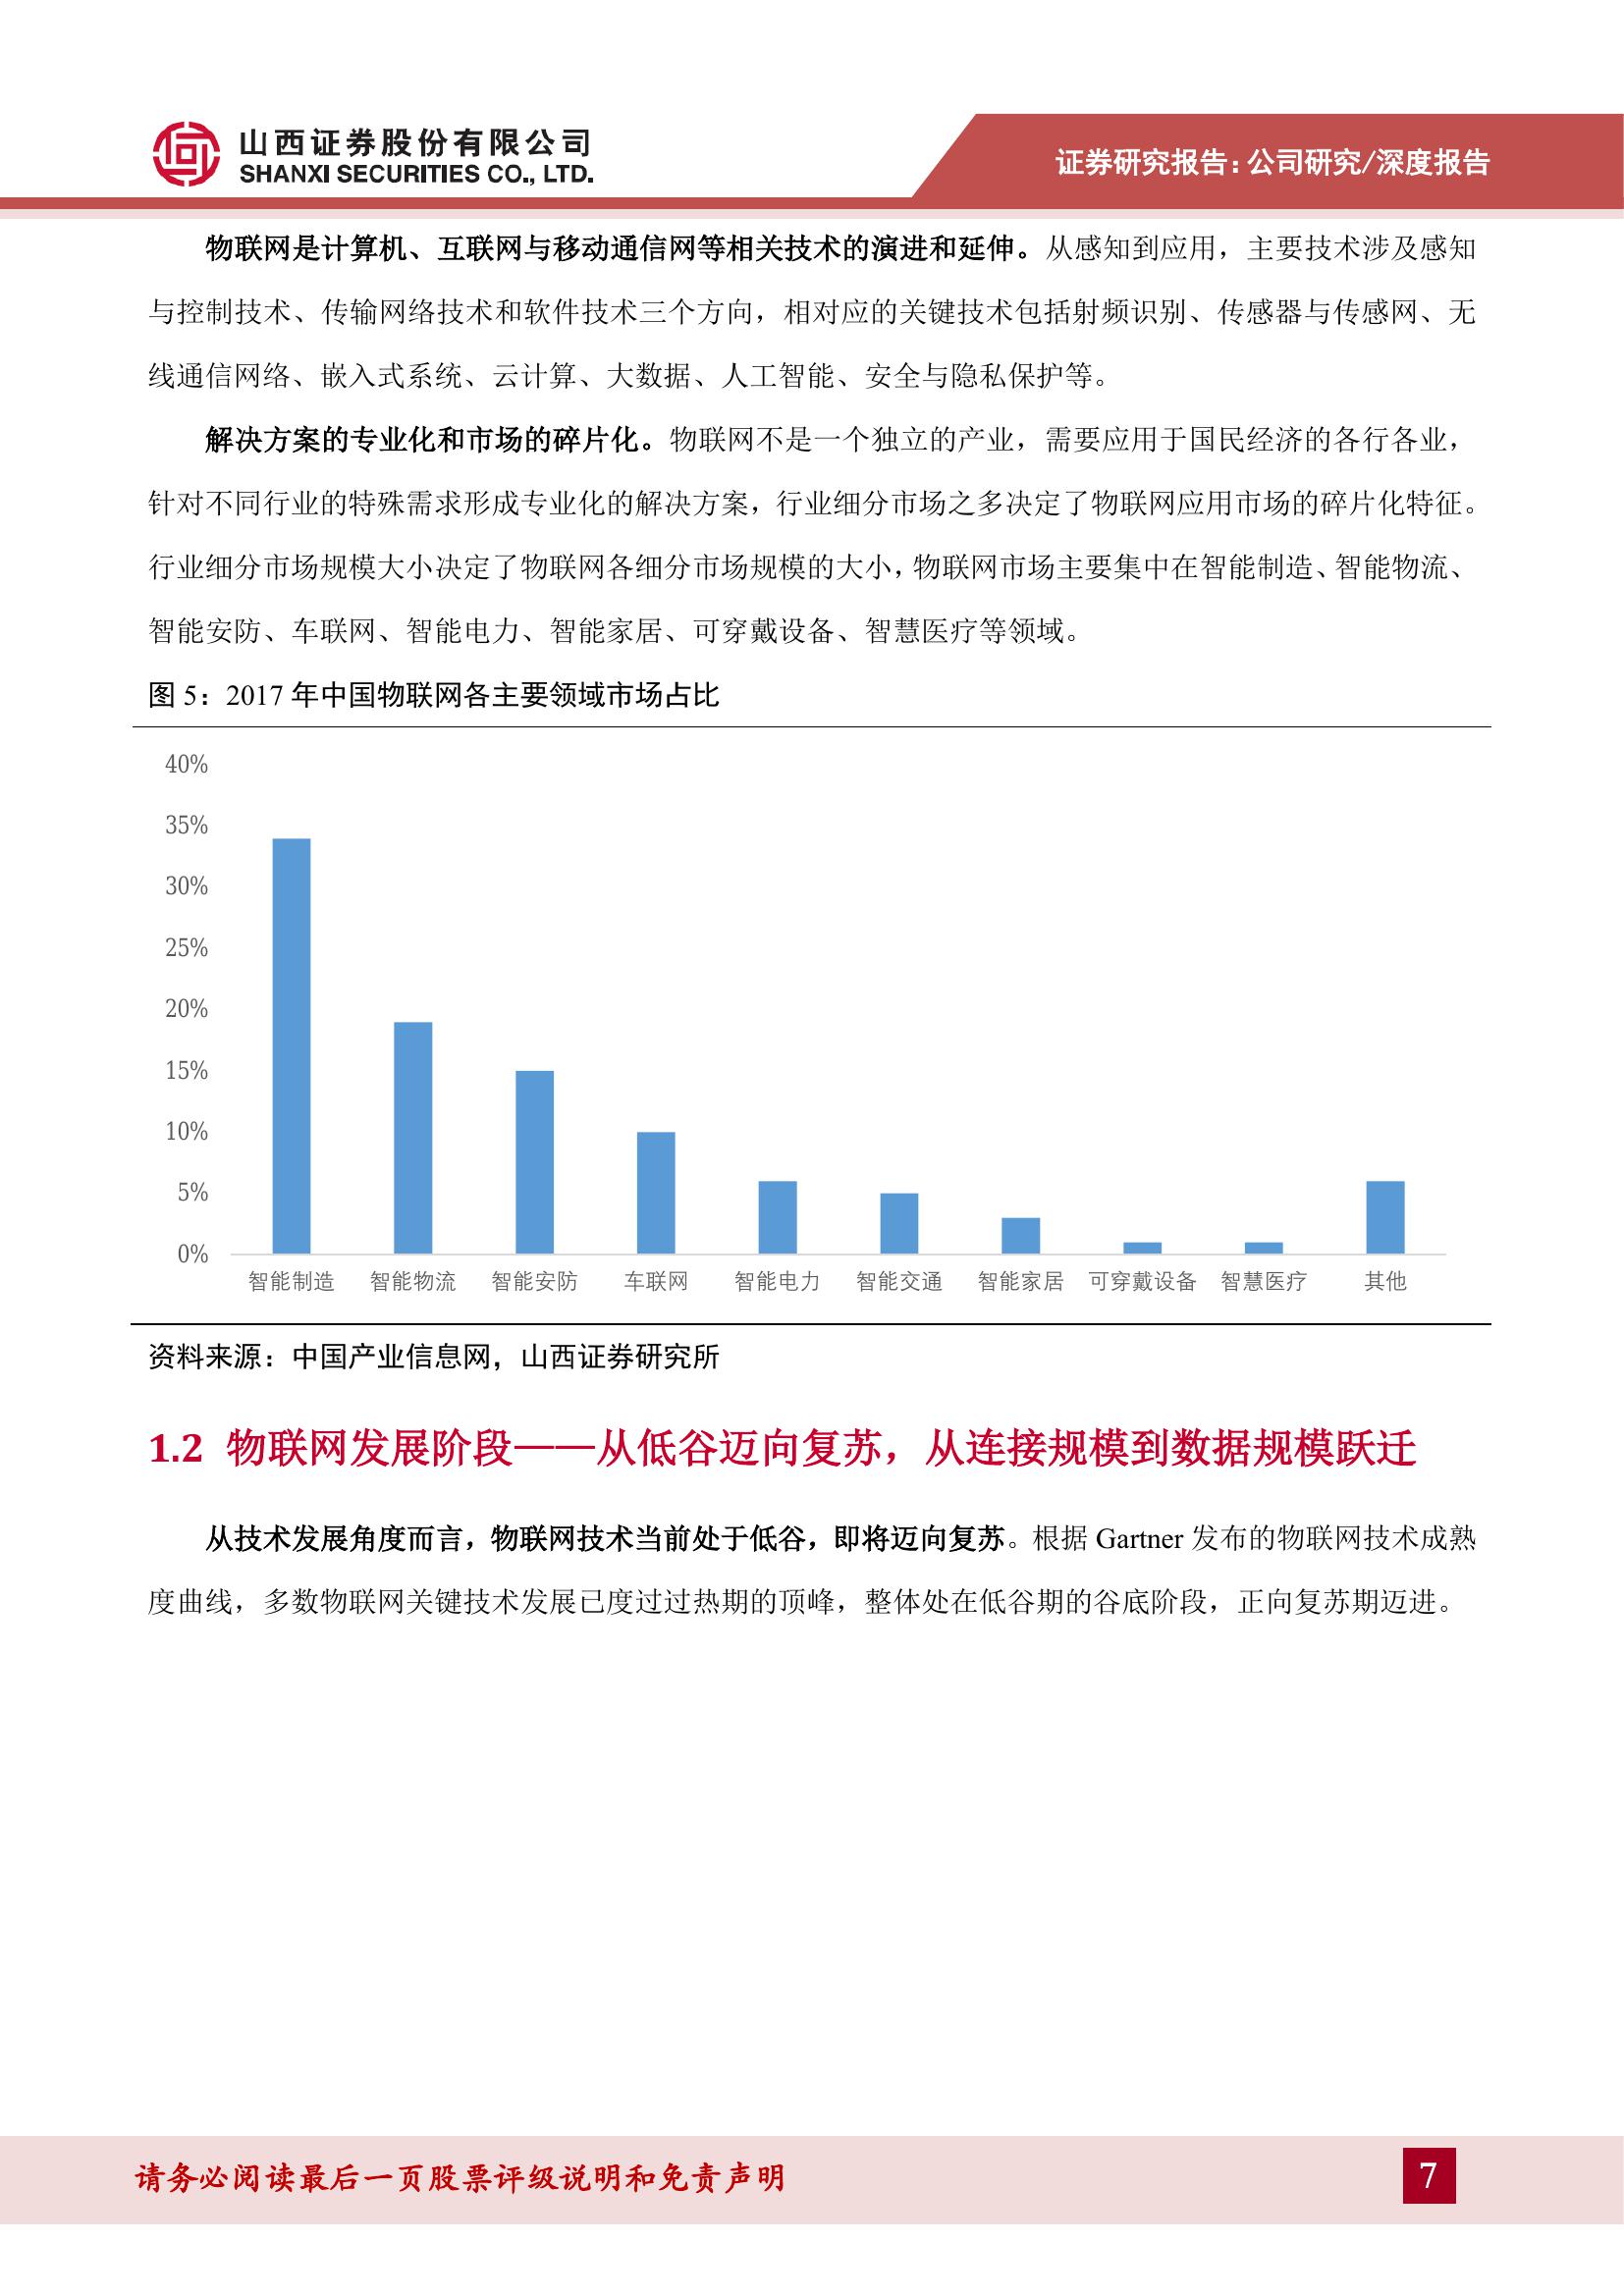 山西证券股份有限公司
SHANXI SECURITIES CO., LTD.
证券研究报告:公司研究/深度报告
物联网是计算机、互联网与移动通信网等相关技术的演进和延伸。从感知到应用，主要技术涉及感知
与控制技术、传输网络技术和软件技术三个方向，相对应的关键技术包括射频识别、传感器与传感网、无
线通信网络、嵌入式系统、云计算、大数据、人工智能、安全与隐私保护等。
解决方案的专业化和市场的碎片化。物联网不是一个独立的产业，需要应用于国民经济的各行各业，
针对不同行业的特殊需求形成专业化的解决方案，行业细分市场之多决定了物联网应用市场的碎片化特征。
行业细分市场规模大小决定了物联网各细分市场规模的大小，物联网市场主要集中在智能制造、智能物流、
智能安防、车联网、智能电力、智能家居、可穿戴设备、智慧医疗等领域。
图 5：2017 年中国物联网各主要领域市场占比
40%
35%
30%
25%
20%
15%
10%
5%
0%
智能制造 智能物流 智能安防 车联网 智能电力 智能交通 智能家居 可穿戴设备 智慧医疗 其他
资料来源：中国产业信息网，山西证券研究所
1.2 物联网发展阶段——从低谷迈向复苏，从连接规模到数据规模跃迁
从技术发展角度而言，物联网技术当前处于低谷，即将迈向复苏。根据 Gartner 发布的物联网技术成熟
度曲线，多数物联网关键技术发展已度过过热期的顶峰，整体处在低谷期的谷底阶段，正向复苏期迈进。
请务必阅读最后一页股票评级说明和免责声明
7